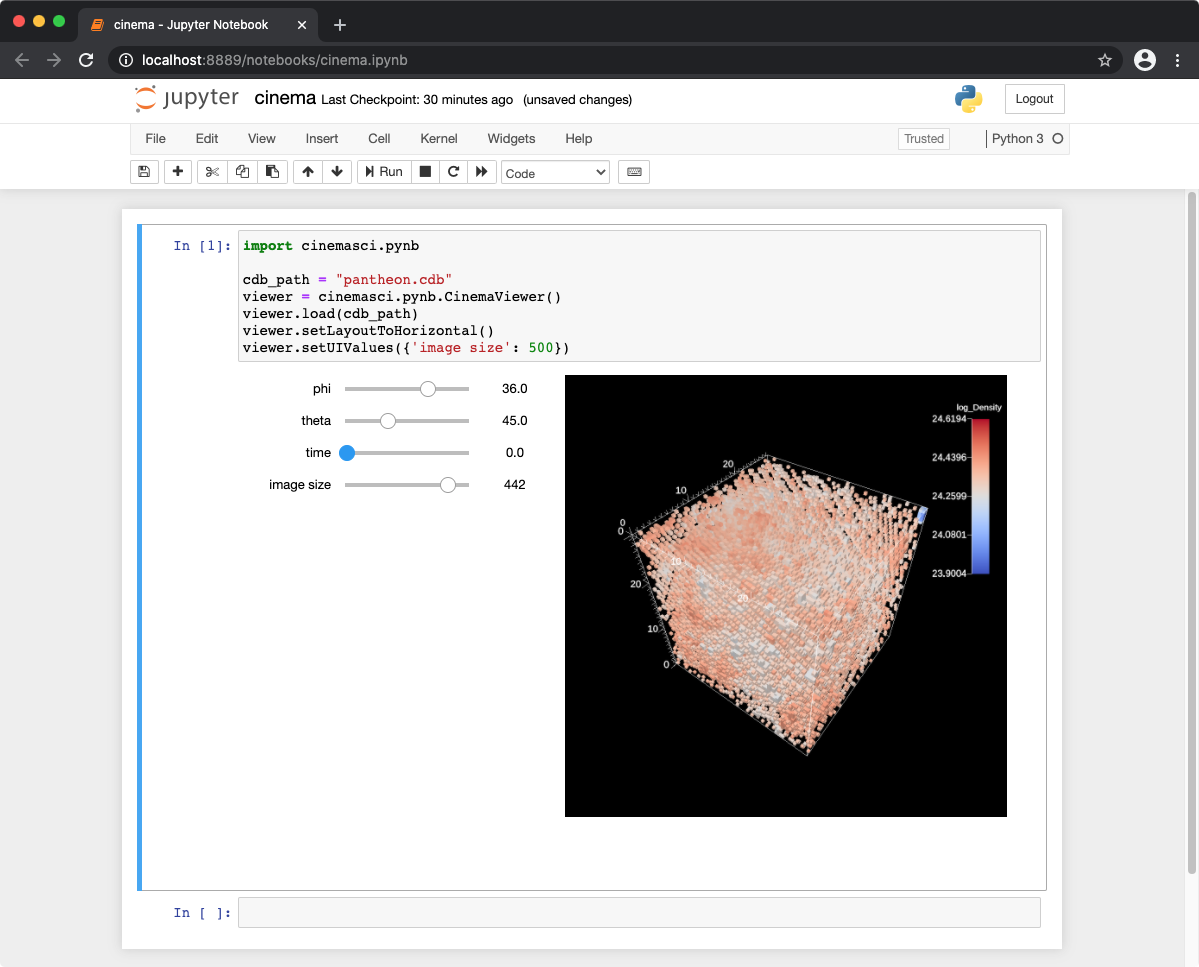 cinema - Jupyter Notebook
localhost:8889/notebooks/cinema.ipynb
jupyter cinema Last Checkpoint: 30 minutes ago (unsaved changes)
Logout
File Edit View Insert Cell Kernel Widgets Help
Trusted
Python 3
Run
Code
In [1]:
import cinemasci.pynb
cdb_path = "pantheon.cdb"
viewer = cinemasci.pynb.CinemaViewer()
viewer.load(cdb_path)
viewer.setLayoutToHorizontal()
viewer.setUIValues({'image size': 500})
phi 36.0
theta 45.0
time 0.0
image size 442
log_Density
24.6194
24.4396
24.2599
24.0801
23.9004
20
10
0
0
10
20
20
10
0
In [ ]: